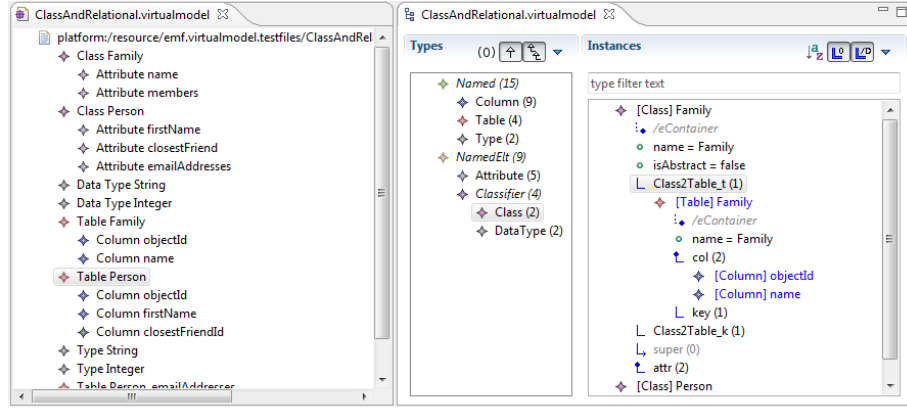 ClassAndRelational.virtualmodel
platform:/resource/emf.virtualmodel.testfiles/ClassAndRel
Class Family
Attribute name
Attribute members
Class Person
Attribute firstName
Attribute closestFriend
Attribute emailAddresses
Data Type String
Data Type Integer
Table Family
Column objectId
Column name
Table Person
Column objectId
Column firstName
Column closestFriendId
Type String
Type Integer
Table Person_emailAddresses
ClassAndRelational.virtualmodel
Types (0)
Named (15)
Column (9)
Table (4)
Type (2)
NamedElt (9)
Attribute (5)
Classifier (4)
Class (2)
DataType (2)
Instances
type filter text
[Class] Family
/eContainer
name = Family
isAbstract = false
Class2Table_t (1)
[Table] Family
/eContainer
name = Family
col (2)
[Column] objectId
[Column] name
key (1)
Class2Table_k (1)
super (0)
attr (2)
[Class] Person